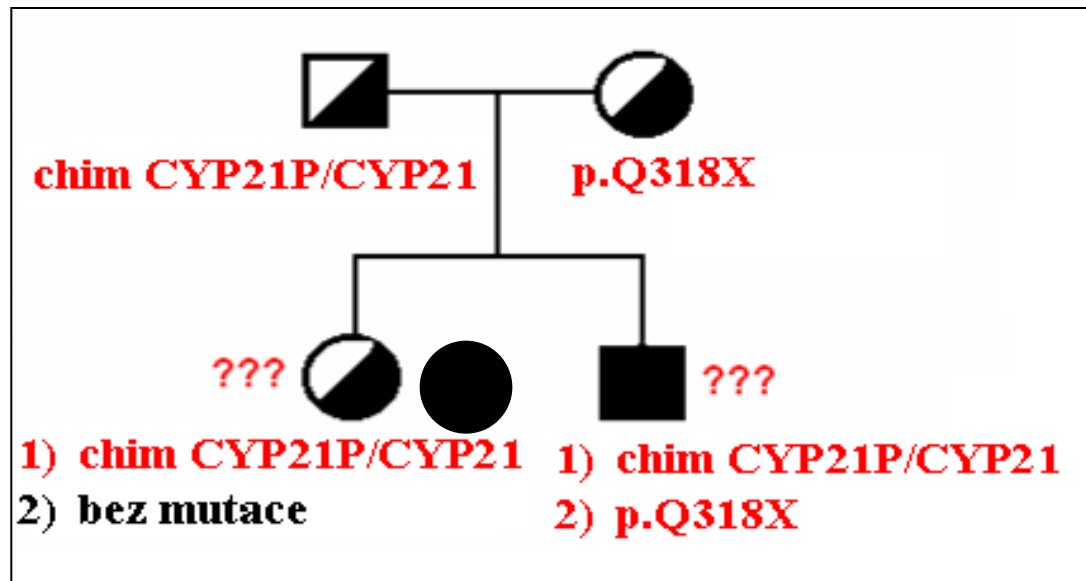 chim CYP21P/CYP21
p.Q318X
???
???
1) chim CYP21P/CYP21
2) bez mutace
1) chim CYP21P/CYP21
2) p.Q318X